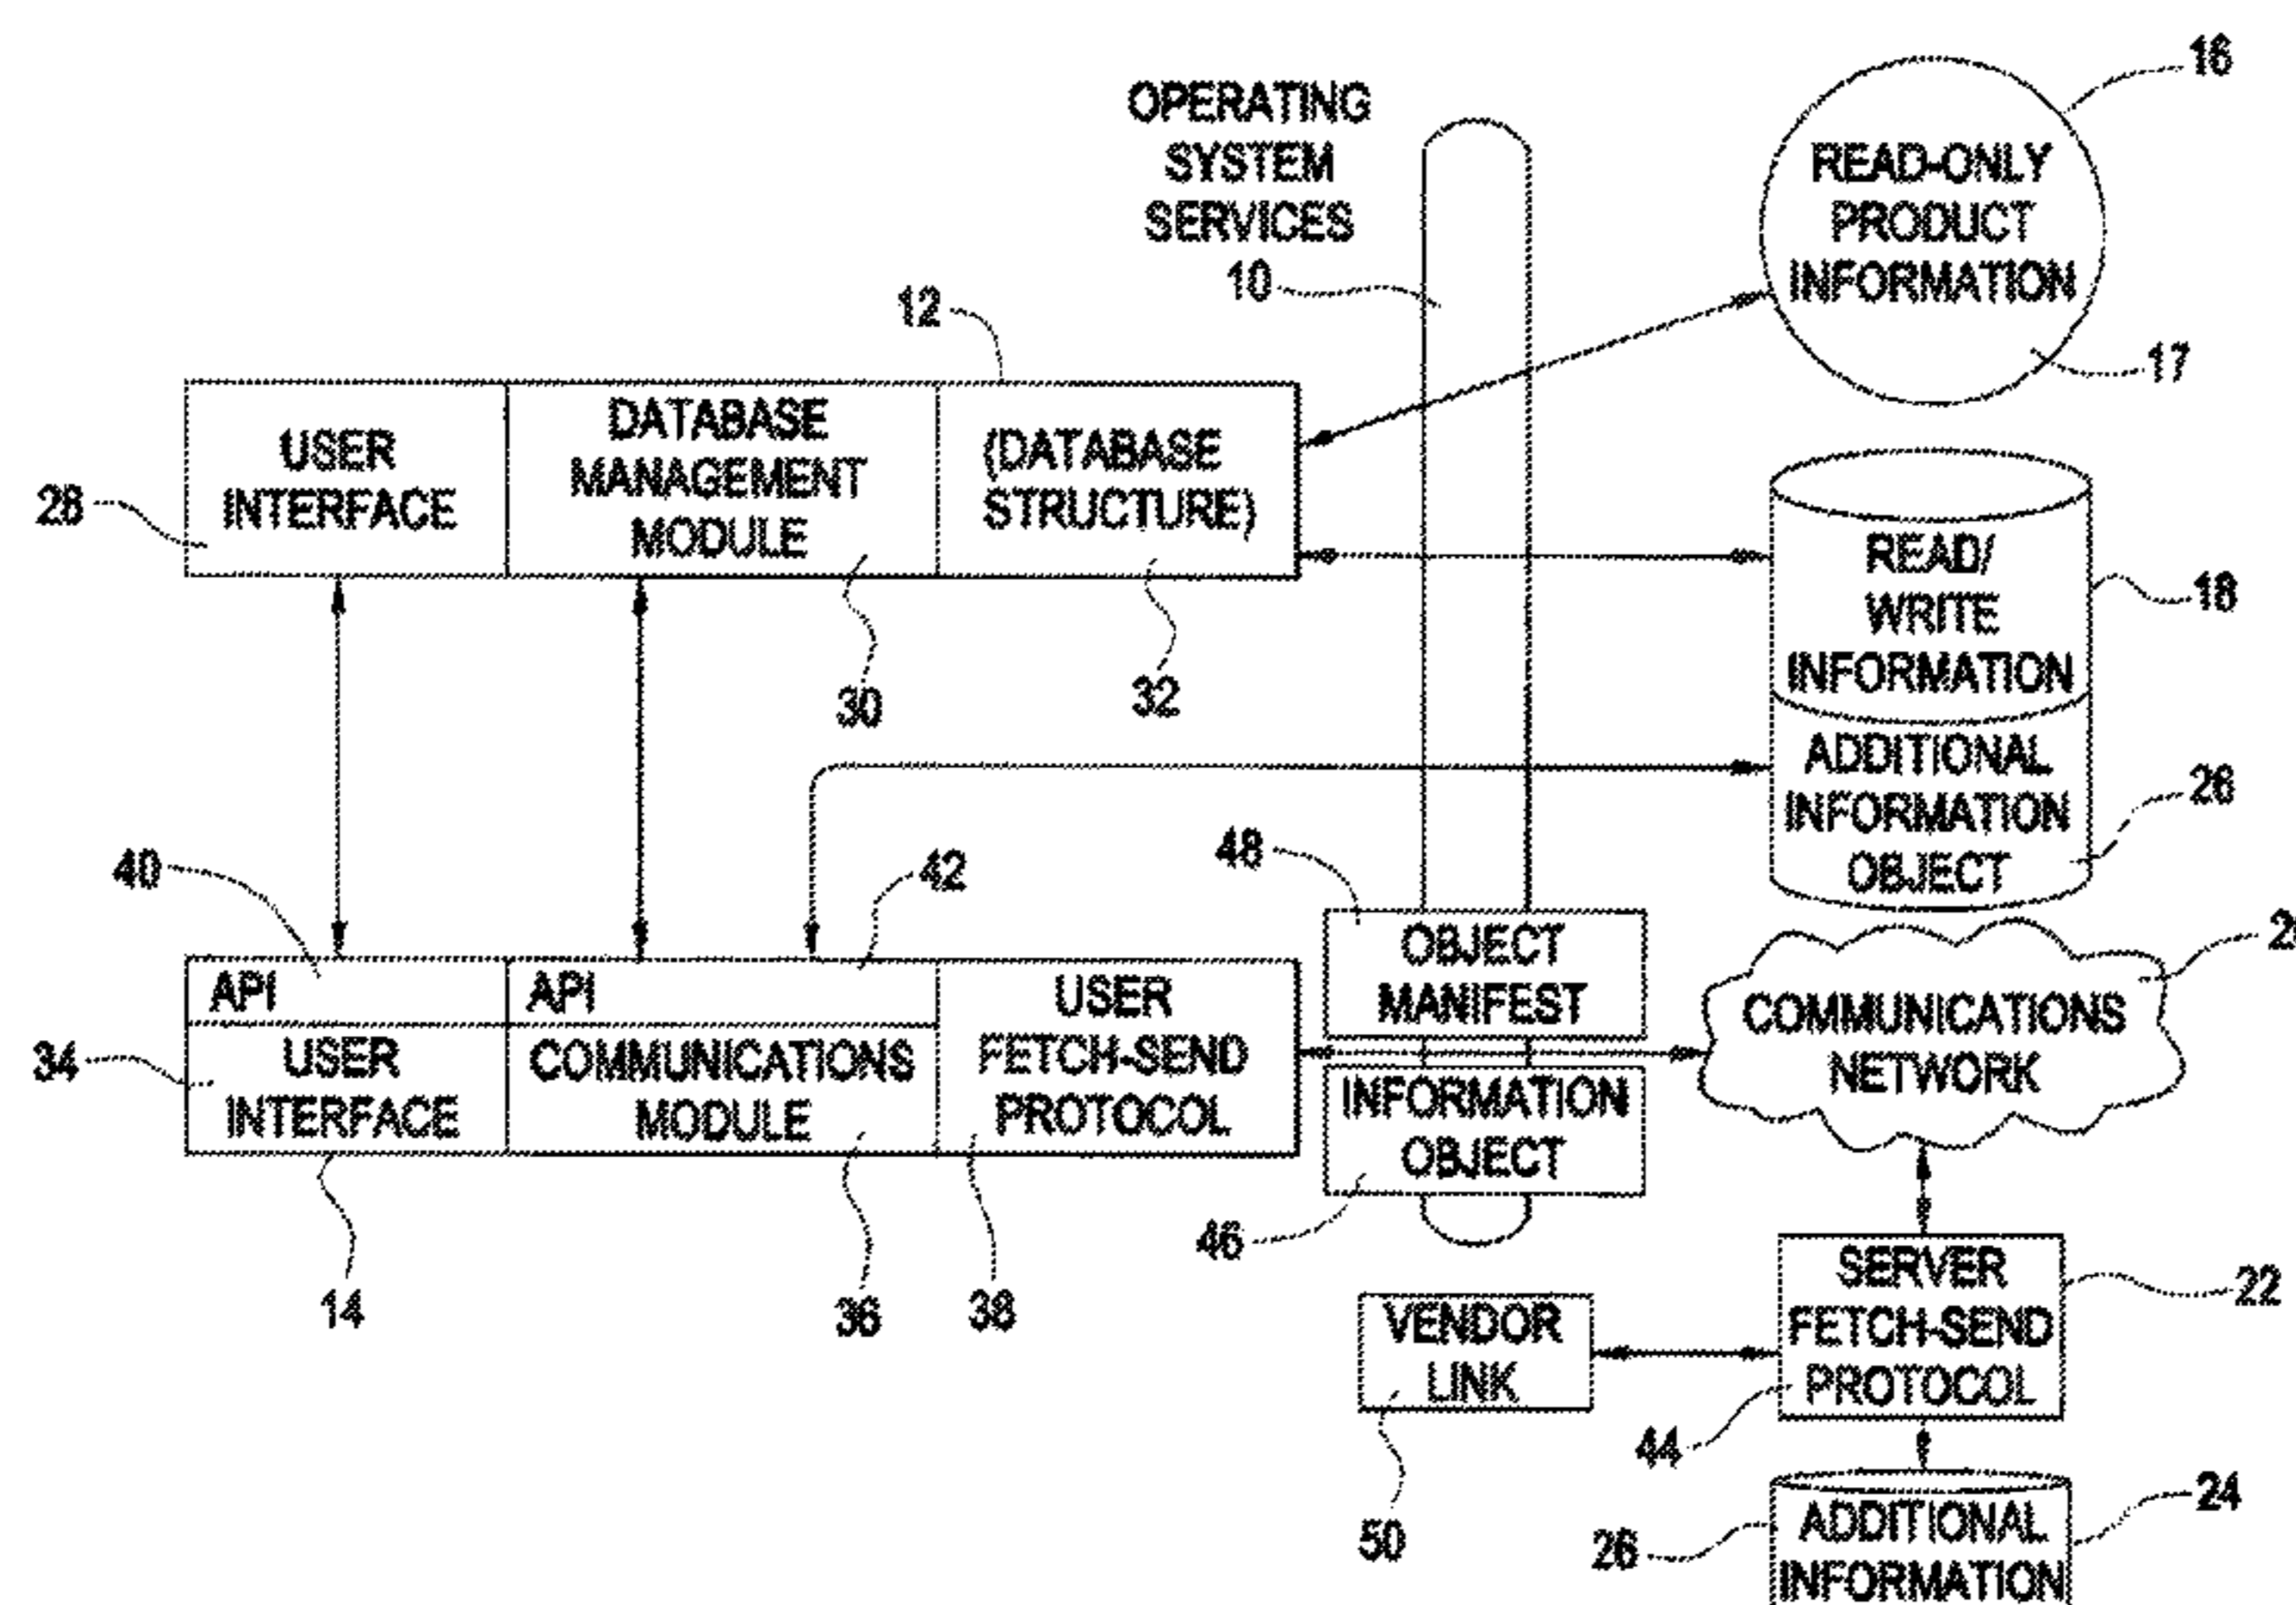 16
OPERATING
SYSTEM
SERVICES
10
READ-ONLY
PRODUCT
INFORMATION
17
12
USER
INTERFACE
28
DATABASE
MANAGEMENT
MODULE
(DATABASE
STRUCTURE)
30
32
READ/
WRITE
INFORMATION
18
ADDITIONAL
INFORMATION
OBJECT
26
40
42
48
API
USER
INTERFACE
34
API
COMMUNICATIONS
MODULE
USER
FETCH-SEND
PROTOCOL
OBJECT
MANIFEST
INFORMATION
OBJECT
COMMUNICATIONS
NETWORK
14
36
38
46
VENDOR
LINK
50
SERVER
FETCH-SEND
PROTOCOL
22
44
24
26
ADDITIONAL
INFORMATION